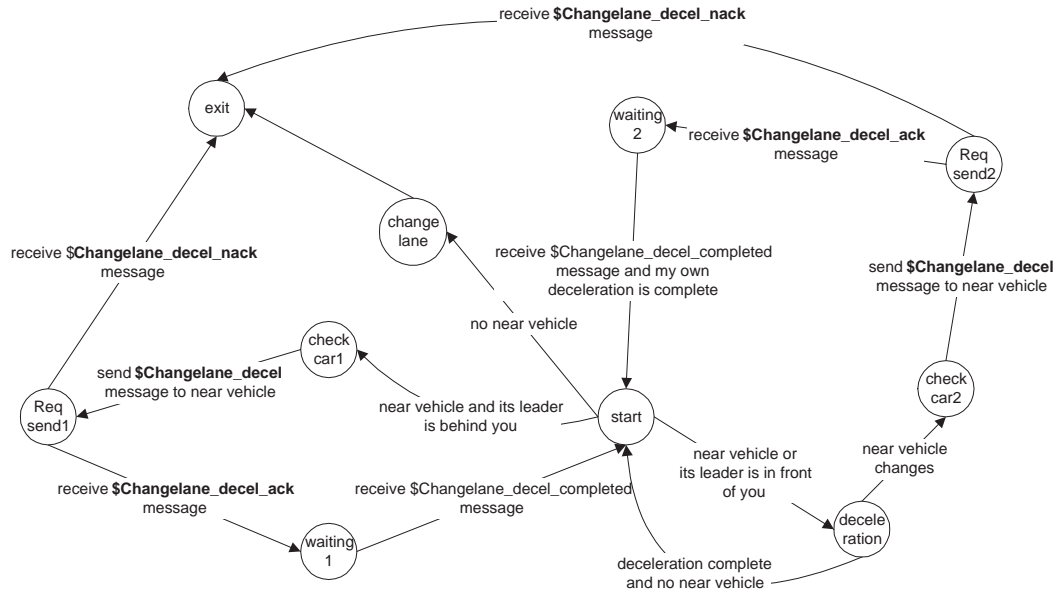 receive $Changelane_decel_nack
message
exit
waiting
2
receive $Changelane_decel_ack
message
Req
send2
change
lane
receive $Changelane_decel_nack
message
receive $Changelane_decel_completed
message and my own
deceleration is complete
send $Changelane_decel
message to near vehicle
no near vehicle
check
car1
send $Changelane_decel
message to near vehicle
check
car2
Req
send1
near vehicle and its leader
is behind you
start
near vehicle or
its leader is in front
of you
near vehicle
changes
receive $Changelane_decel_ack
message
receive $Changelane_decel_completed
message
decele
ration
waiting
1
deceleration complete
and no near vehicle